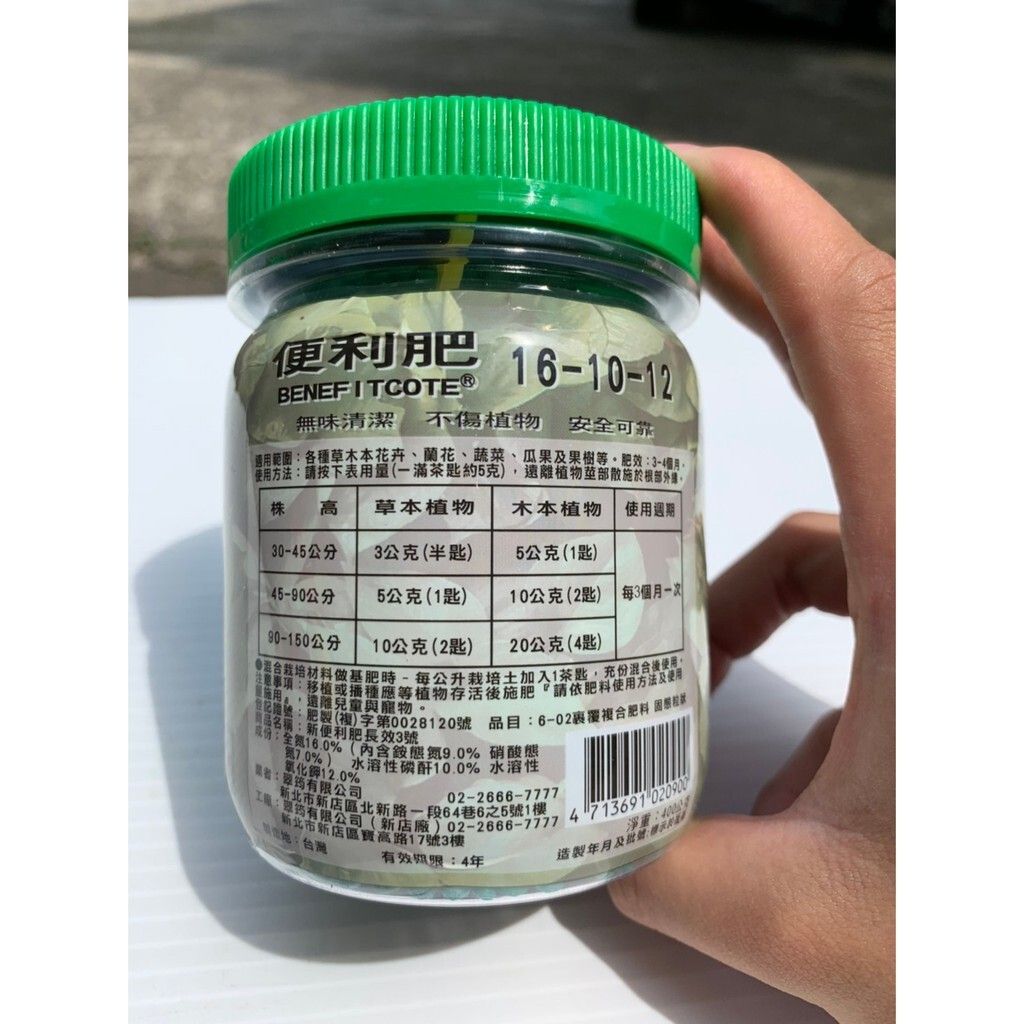 便利肥 16-10-12
BENEFITCOTE®
無味清潔 不傷植物 安全可靠
適用範圍：各種草木本花卉、蘭花、蔬菜、瓜果及果樹等。肥效：3-4個月。
使用方法：請按下表用量(一滿茶匙約5克)，遠離植物莖部散施於根部外緣。
株 高 草本植物 木本植物 使用週期
30-45公分 3公克(半匙) 5公克(1匙)
45-90公分 5公克(1匙) 10公克(2匙) 每3個月一次
90-150公分 10公克(2匙) 20公克(4匙)
●混合栽培材料做基肥時-每公升栽培土加入1茶匙，充份混合後使用。
注意事項：移植或播種應等植物存活後施肥『請依肥料使用方法及使用
量施用，遠離兒童與寵物。
登記證號：肥製(複)字第0028120號 品目：6-02裹覆複合肥料 固態粒狀
商品名稱：新便利肥長效3號
成份：全氮16.0%（內含銨態氮9.0% 硝酸態
氮7.0%） 水溶性磷酐10.0% 水溶性
氧化鉀12.0%
業者：翠筠有限公司 02-2666-7777
新北市新店區北新路一段64巷6之5號1樓
工廠：翠筠有限公司（新店廠）02-2666-7777
新北市新店區寶高路17號3樓
製造地：台灣
有效期限：4年
4 713691 020900
淨重：400公克
造製年月及批號:標示於瓶